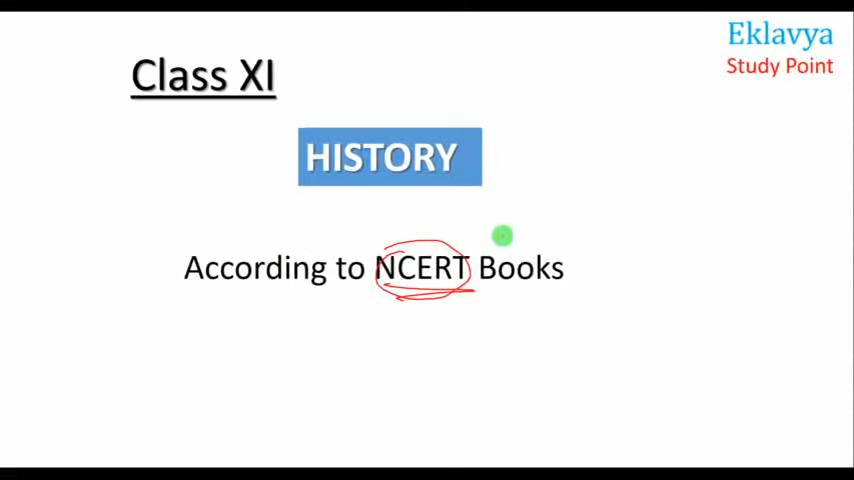 Eklavya
Study Point
Class XI
HISTORY
According to NCERT Books